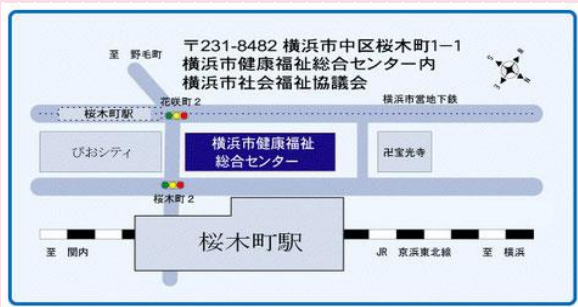 〒231-8482 横浜市中区桜木町1-1
横浜市健康福祉総合センター内
横浜市社会福祉協議会
至 野毛町
花咲町2
横浜市営地下鉄
桜木町駅
ぴおシティ
横浜市健康福祉
総合センター
卍宝光寺
桜木町2
桜木町駅
至 関内
JR 京浜東北線 至 横浜